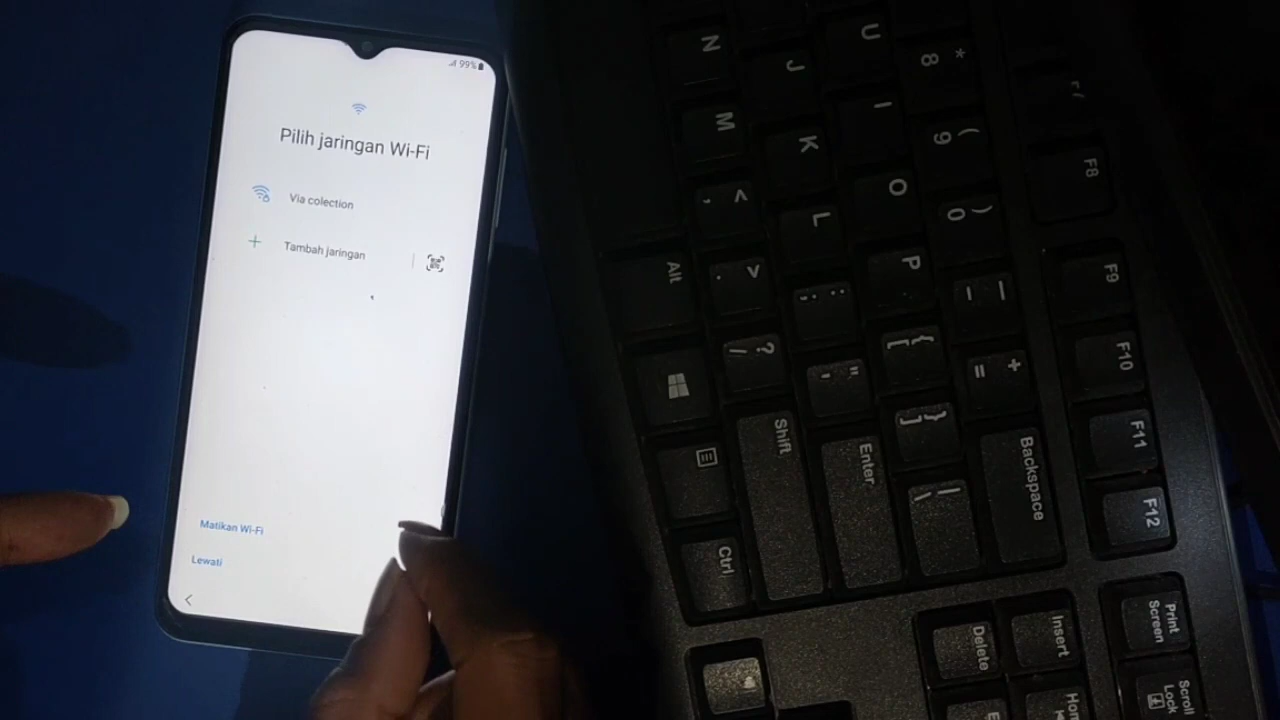 99%
Pilih jaringan Wi-Fi
Via colection
Tambah jaringan
Matikan Wi-Fi
Lewati
N
J
U
8 *
M
K
I
9 (
F8
, <
L
O
0 )
Alt
. >
; :
P
- _
F9
/ ?
' "
[ {
= +
F10
Shift
Enter
] }
Backspace
F11
\ |
F12
Ctrl
Delete
Insert
Print Screen
Scroll Lock